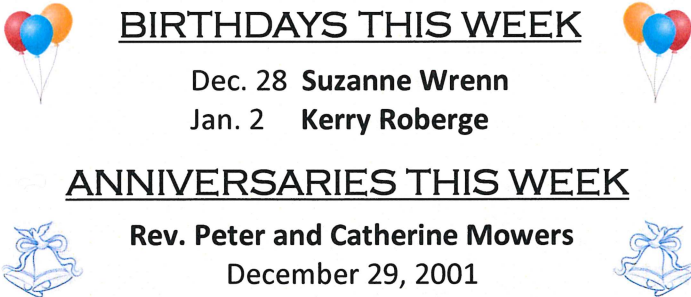 BIRTHDAYS THIS WEEK
Dec. 28 Suzanne Wrenn
Jan. 2 Kerry Roberge
ANNIVERSARIES THIS WEEK
Rev. Peter and Catherine Mowers
December 29, 2001